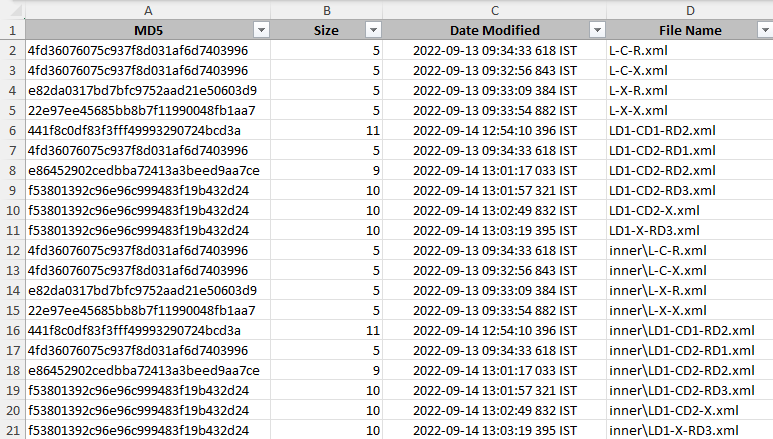 A B C D
1 MD5 Size Date Modified File Name
2 4fd36076075c937f8d031af6d7403996 5 2022-09-13 09:34:33 618 IST L-C-R.xml
3 4fd36076075c937f8d031af6d7403996 5 2022-09-13 09:32:56 843 IST L-C-X.xml
4 e82da0317bd7bfc9752aad21e50603d9 5 2022-09-13 09:33:09 384 IST L-X-R.xml
5 22e97ee45685bb8b7f11990048fb1aa7 5 2022-09-13 09:33:54 882 IST L-X-X.xml
6 441f8c0df83f3fff49993290724bcd3a 11 2022-09-14 12:54:10 396 IST LD1-CD1-RD2.xml
7 4fd36076075c937f8d031af6d7403996 5 2022-09-13 09:34:33 618 IST LD1-CD2-RD1.xml
8 e86452902cedbba72413a3beed9aa7ce 9 2022-09-14 13:01:17 033 IST LD1-CD2-RD2.xml
9 f53801392c96e96c999483f19b432d24 10 2022-09-14 13:01:57 321 IST LD1-CD2-RD3.xml
10 f53801392c96e96c999483f19b432d24 10 2022-09-14 13:02:49 832 IST LD1-CD2-X.xml
11 f53801392c96e96c999483f19b432d24 10 2022-09-14 13:03:19 395 IST LD1-X-RD3.xml
12 4fd36076075c937f8d031af6d7403996 5 2022-09-13 09:34:33 618 IST inner\L-C-R.xml
13 4fd36076075c937f8d031af6d7403996 5 2022-09-13 09:32:56 843 IST inner\L-C-X.xml
14 e82da0317bd7bfc9752aad21e50603d9 5 2022-09-13 09:33:09 384 IST inner\L-X-R.xml
15 22e97ee45685bb8b7f11990048fb1aa7 5 2022-09-13 09:33:54 882 IST inner\L-X-X.xml
16 441f8c0df83f3fff49993290724bcd3a 11 2022-09-14 12:54:10 396 IST inner\LD1-CD1-RD2.xml
17 4fd36076075c937f8d031af6d7403996 5 2022-09-13 09:34:33 618 IST inner\LD1-CD2-RD1.xml
18 e86452902cedbba72413a3beed9aa7ce 9 2022-09-14 13:01:17 033 IST inner\LD1-CD2-RD2.xml
19 f53801392c96e96c999483f19b432d24 10 2022-09-14 13:01:57 321 IST inner\LD1-CD2-RD3.xml
20 f53801392c96e96c999483f19b432d24 10 2022-09-14 13:02:49 832 IST inner\LD1-CD2-X.xml
21 f53801392c96e96c999483f19b432d24 10 2022-09-14 13:03:19 395 IST inner\LD1-X-RD3.xml